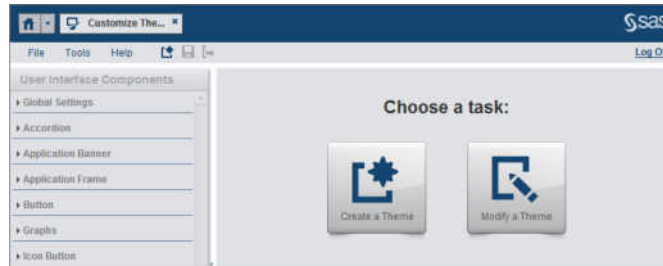 Customize The...
sas
File Tools Help
Log O
User Interface Components
Global Settings
Accordion
Application Banner
Application Frame
Button
Graphs
Icon Button
Choose a task:
Create a Theme
Modify a Theme